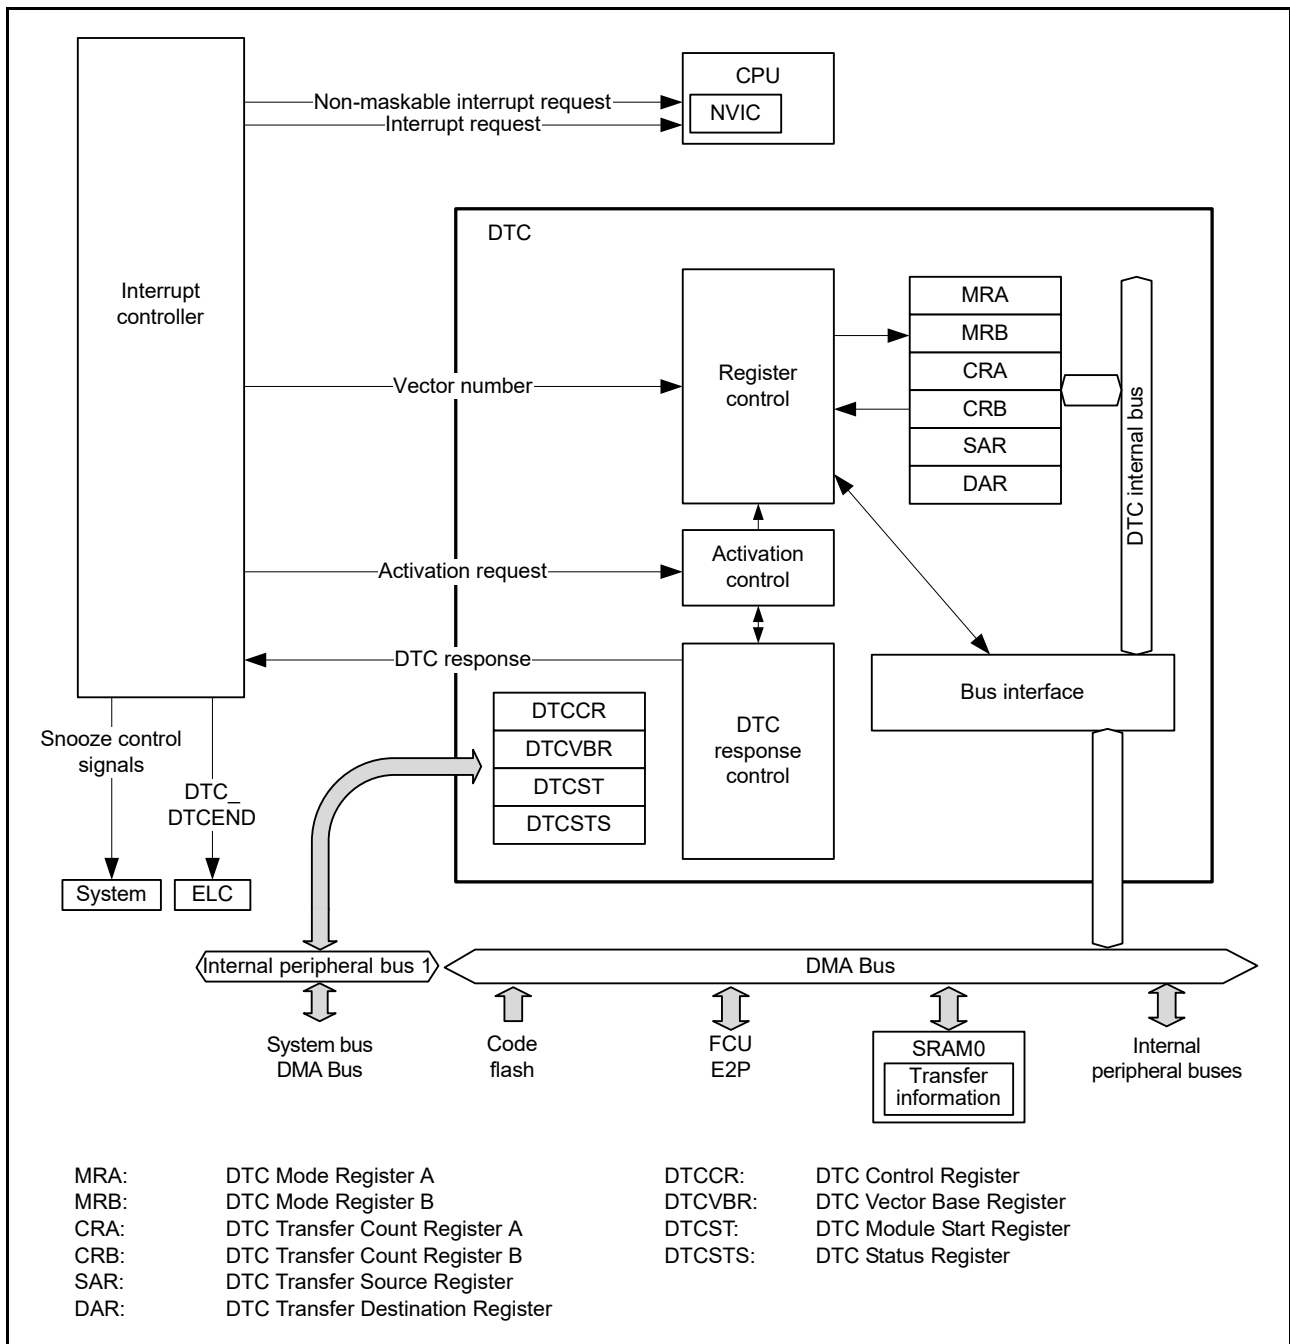 CPU
NVIC
Non-maskable interrupt request
Interrupt request
DTC
Interrupt
controller
Vector number
Register
control
MRA
MRB
CRA
CRB
SAR
DAR
DTC internal bus
Activation request
Activation
control
DTC response
Bus interface
DTC
response
control
DTCCR
DTCVBR
DTCST
DTCSTS
Snooze control
signals
DTC_
DTCEND
System
ELC
Internal peripheral bus 1
DMA Bus
System bus
DMA Bus
Code
flash
FCU
E2P
SRAM0
Transfer
information
Internal
peripheral buses
MRA: DTC Mode Register A
MRB: DTC Mode Register B
CRA: DTC Transfer Count Register A
CRB: DTC Transfer Count Register B
SAR: DTC Transfer Source Register
DAR: DTC Transfer Destination Register
DTCCR: DTC Control Register
DTCVBR: DTC Vector Base Register
DTCST: DTC Module Start Register
DTCSTS: DTC Status Register